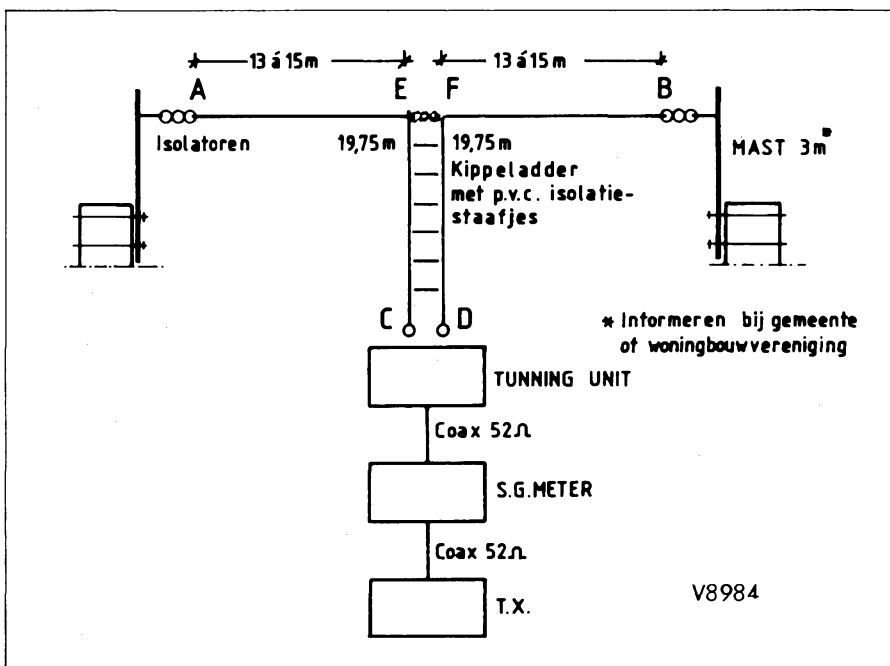 13 á 15m
13 á 15m
A
E
F
B
Isolatoren
19,75m
19,75m
Kippeladder
met p.v.c. isolatie-
staafjes
MAST 3m*
C
D
* Informeren bij gemeente
of woningbouwvereniging
TUNNING UNIT
Coax 52Ω
S.G.METER
Coax 52Ω
T.X.
V8984